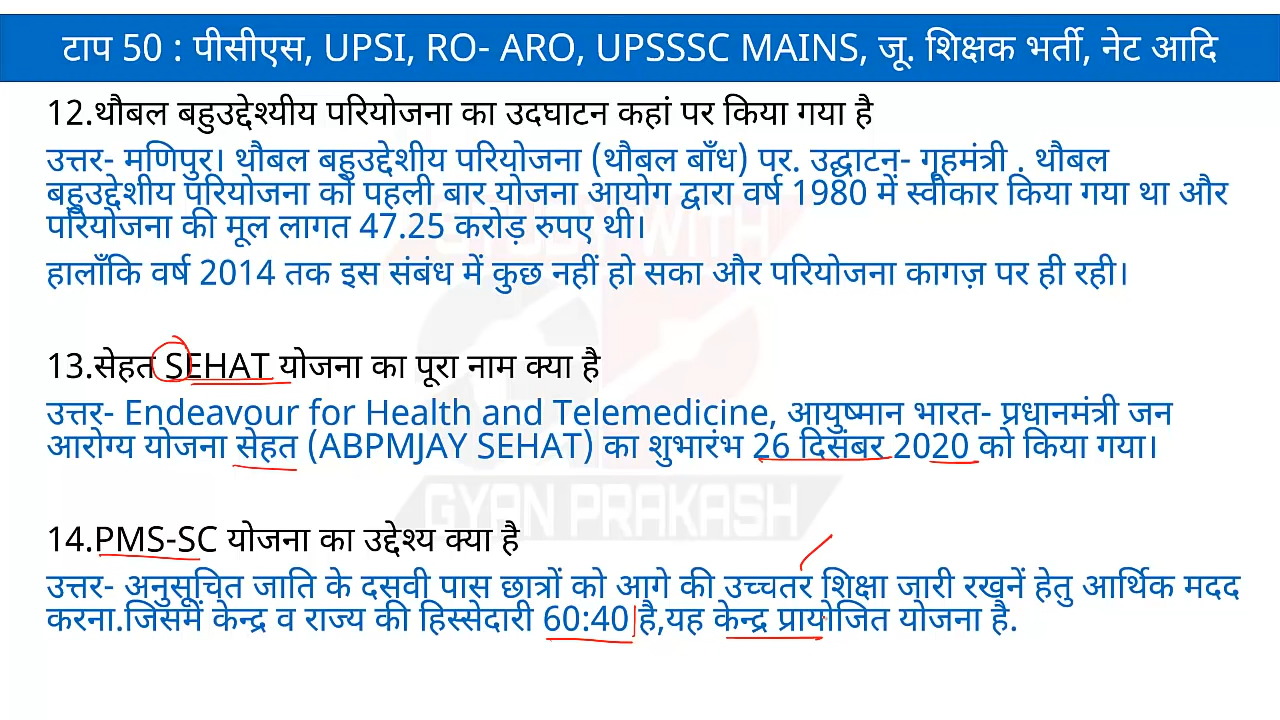 टाप 50 : पीसीएस, UPSI, RO- ARO, UPSSSC MAINS, जू. शिक्षक भर्ती, नेट आदि
12.थौबल बहुउद्देश्यीय परियोजना का उदघाटन कहां पर किया गया है
उत्तर- मणिपुर। थौबल बहुउद्देशीय परियोजना (थौबल बाँध) पर. उद्घाटन- गृहमंत्री . थौबल
बहुउद्देशीय परियोजना को पहली बार योजना आयोग द्वारा वर्ष 1980 में स्वीकार किया गया था और
परियोजना की मूल लागत 47.25 करोड़ रुपए थी।
हालाँकि वर्ष 2014 तक इस संबंध में कुछ नहीं हो सका और परियोजना कागज़ पर ही रही।
13.सेहत SEHAT योजना का पूरा नाम क्या है
उत्तर- Endeavour for Health and Telemedicine, आयुष्मान भारत- प्रधानमंत्री जन
आरोग्य योजना सेहत (ABPMJAY SEHAT) का शुभारंभ 26 दिसंबर 2020 को किया गया।
14.PMS-SC योजना का उद्देश्य क्या है
उत्तर- अनुसूचित जाति के दसवी पास छात्रों को आगे की उच्चतर शिक्षा जारी रखनें हेतु आर्थिक मदद
करना.जिसमें केन्द्र व राज्य की हिस्सेदारी 60:40 है,यह केन्द्र प्रायोजित योजना है.
STUDY WITH
GYAN PRAKASH